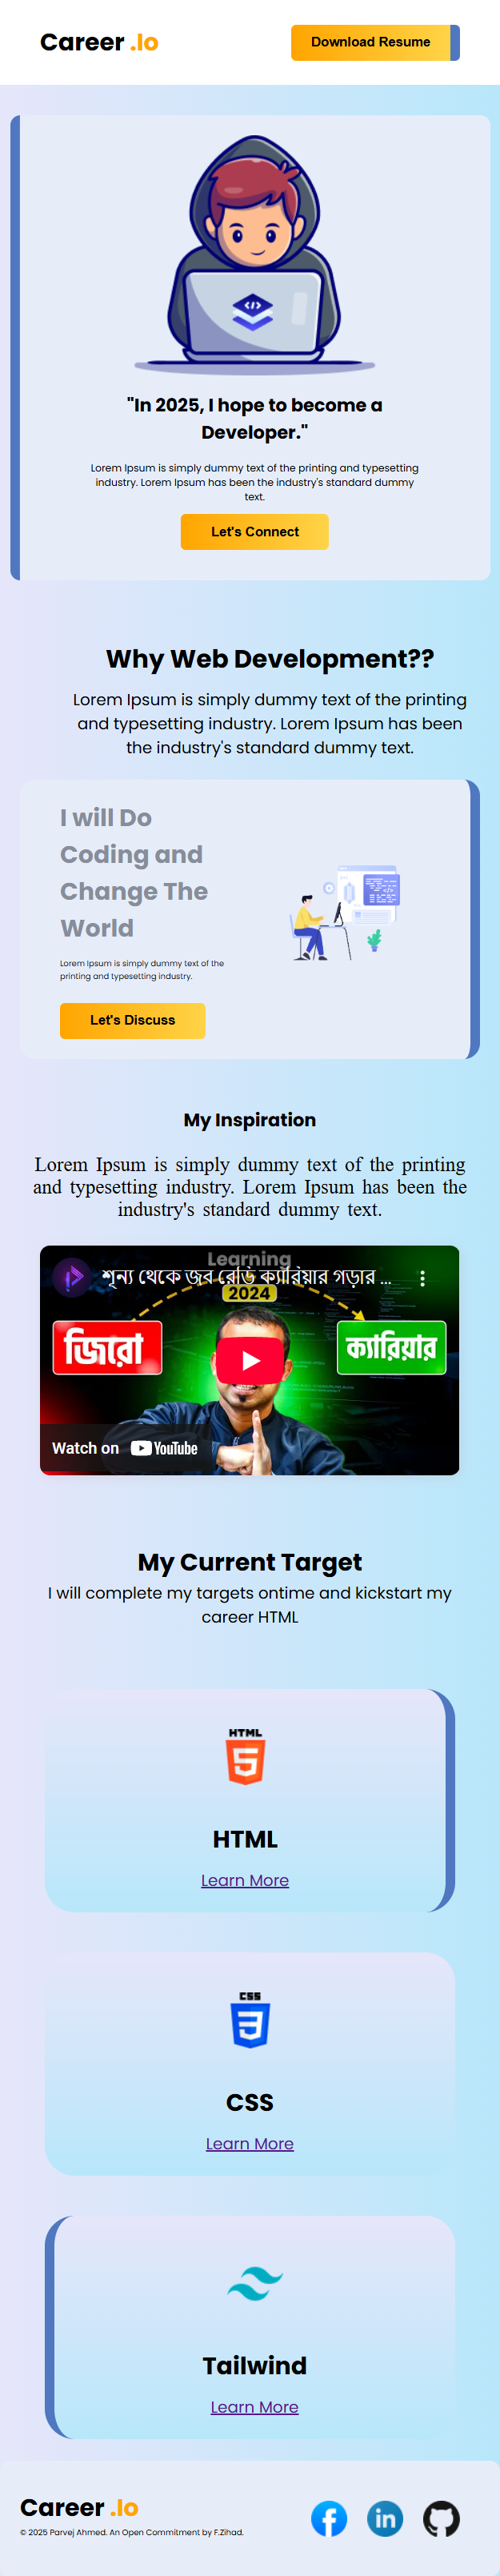 Career .Io
Download Resume
"In 2025, I hope to become a
Developer."
Lorem Ipsum is simply dummy text of the printing and typesetting
industry. Lorem Ipsum has been the industry's standard dummy
text.
Let's Connect
Why Web Development??
Lorem Ipsum is simply dummy text of the printing
and typesetting industry. Lorem Ipsum has been
the industry's standard dummy text.
I will Do
Coding and
Change The
World
Lorem Ipsum is simply dummy text of the
printing and typesetting industry.
Let's Discuss
My Inspiration
Lorem Ipsum is simply dummy text of the printing
and typesetting industry. Lorem Ipsum has been the
industry's standard dummy text.
Learning
শূন্য থেকে জব রেডি ক্যারিয়ার গড়ার ...
2024
জিরো
ক্যারিয়ার
Watch on YouTube
My Current Target
I will complete my targets ontime and kickstart my
career HTML
HTML
5
HTML
Learn More
CSS
3
CSS
Learn More
Tailwind
Learn More
Career .Io
© 2025 Parvej Ahmed. An Open Commitment by F.Zihad.
f
in